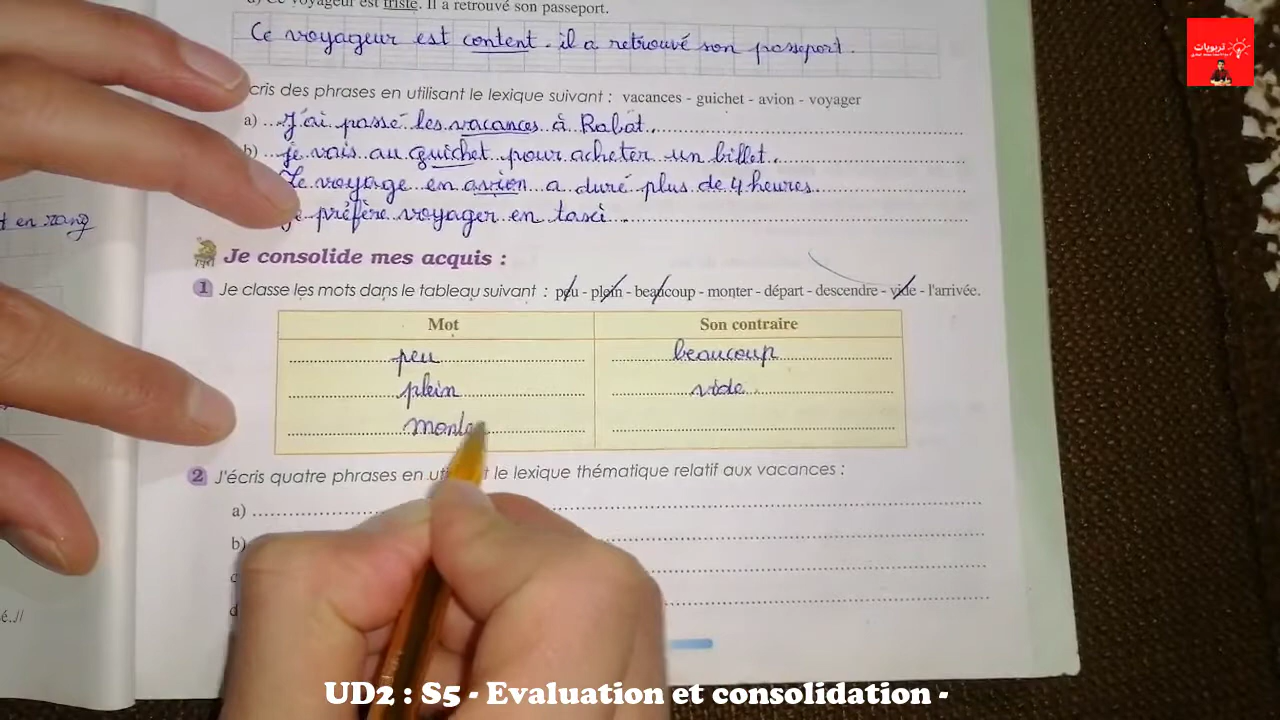 u) Ce voyageur est triste. Il a retrouvé son passeport.
Ce voyageur est content. il a retrouvé son passeport.
cris des phrases en utilisant le lexique suivant : vacances - guichet - avion - voyager
a) J'ai passé les vacances à Rabat.
b) je vais au guichet pour acheter un billet.
Le voyage en avion a duré plus de 4 heures.
je préfère voyager en taxi.
t en rang
Je consolide mes acquis :
1 Je classe les mots dans le tableau suivant : peu - plein - beaucoup - monter - départ - descendre - vide - l'arrivée.
Mot Son contraire
peu beaucoup
plein vide
monte
2 J'écris quatre phrases en ut t le lexique thématique relatif aux vacances :
a)
b)
c
d
é.//
تربويات
UD2 : S5 - Evaluation et consolidation -